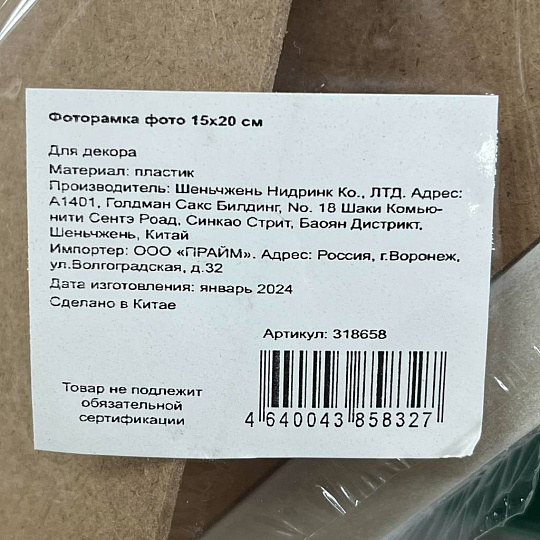 Фоторамка фото 15х20 см
Для декора
Материал: пластик
Производитель: Шеньчжень Нидринк Ко., ЛТД. Адрес:
А1401, Голдман Сакс Билдинг, No. 18 Шаки Комью-
нити Сентэ Роад, Синкао Стрит, Баоян Дистрикт,
Шеньчжень, Китай
Импортер: ООО «ПРАЙМ». Адрес: Россия, г.Воронеж,
ул.Волгоградская, д.32
Дата изготовления: январь 2024
Сделано в Китае
Артикул: 318658
Товар не подлежит
обязательной
сертификации
4 640043 858327